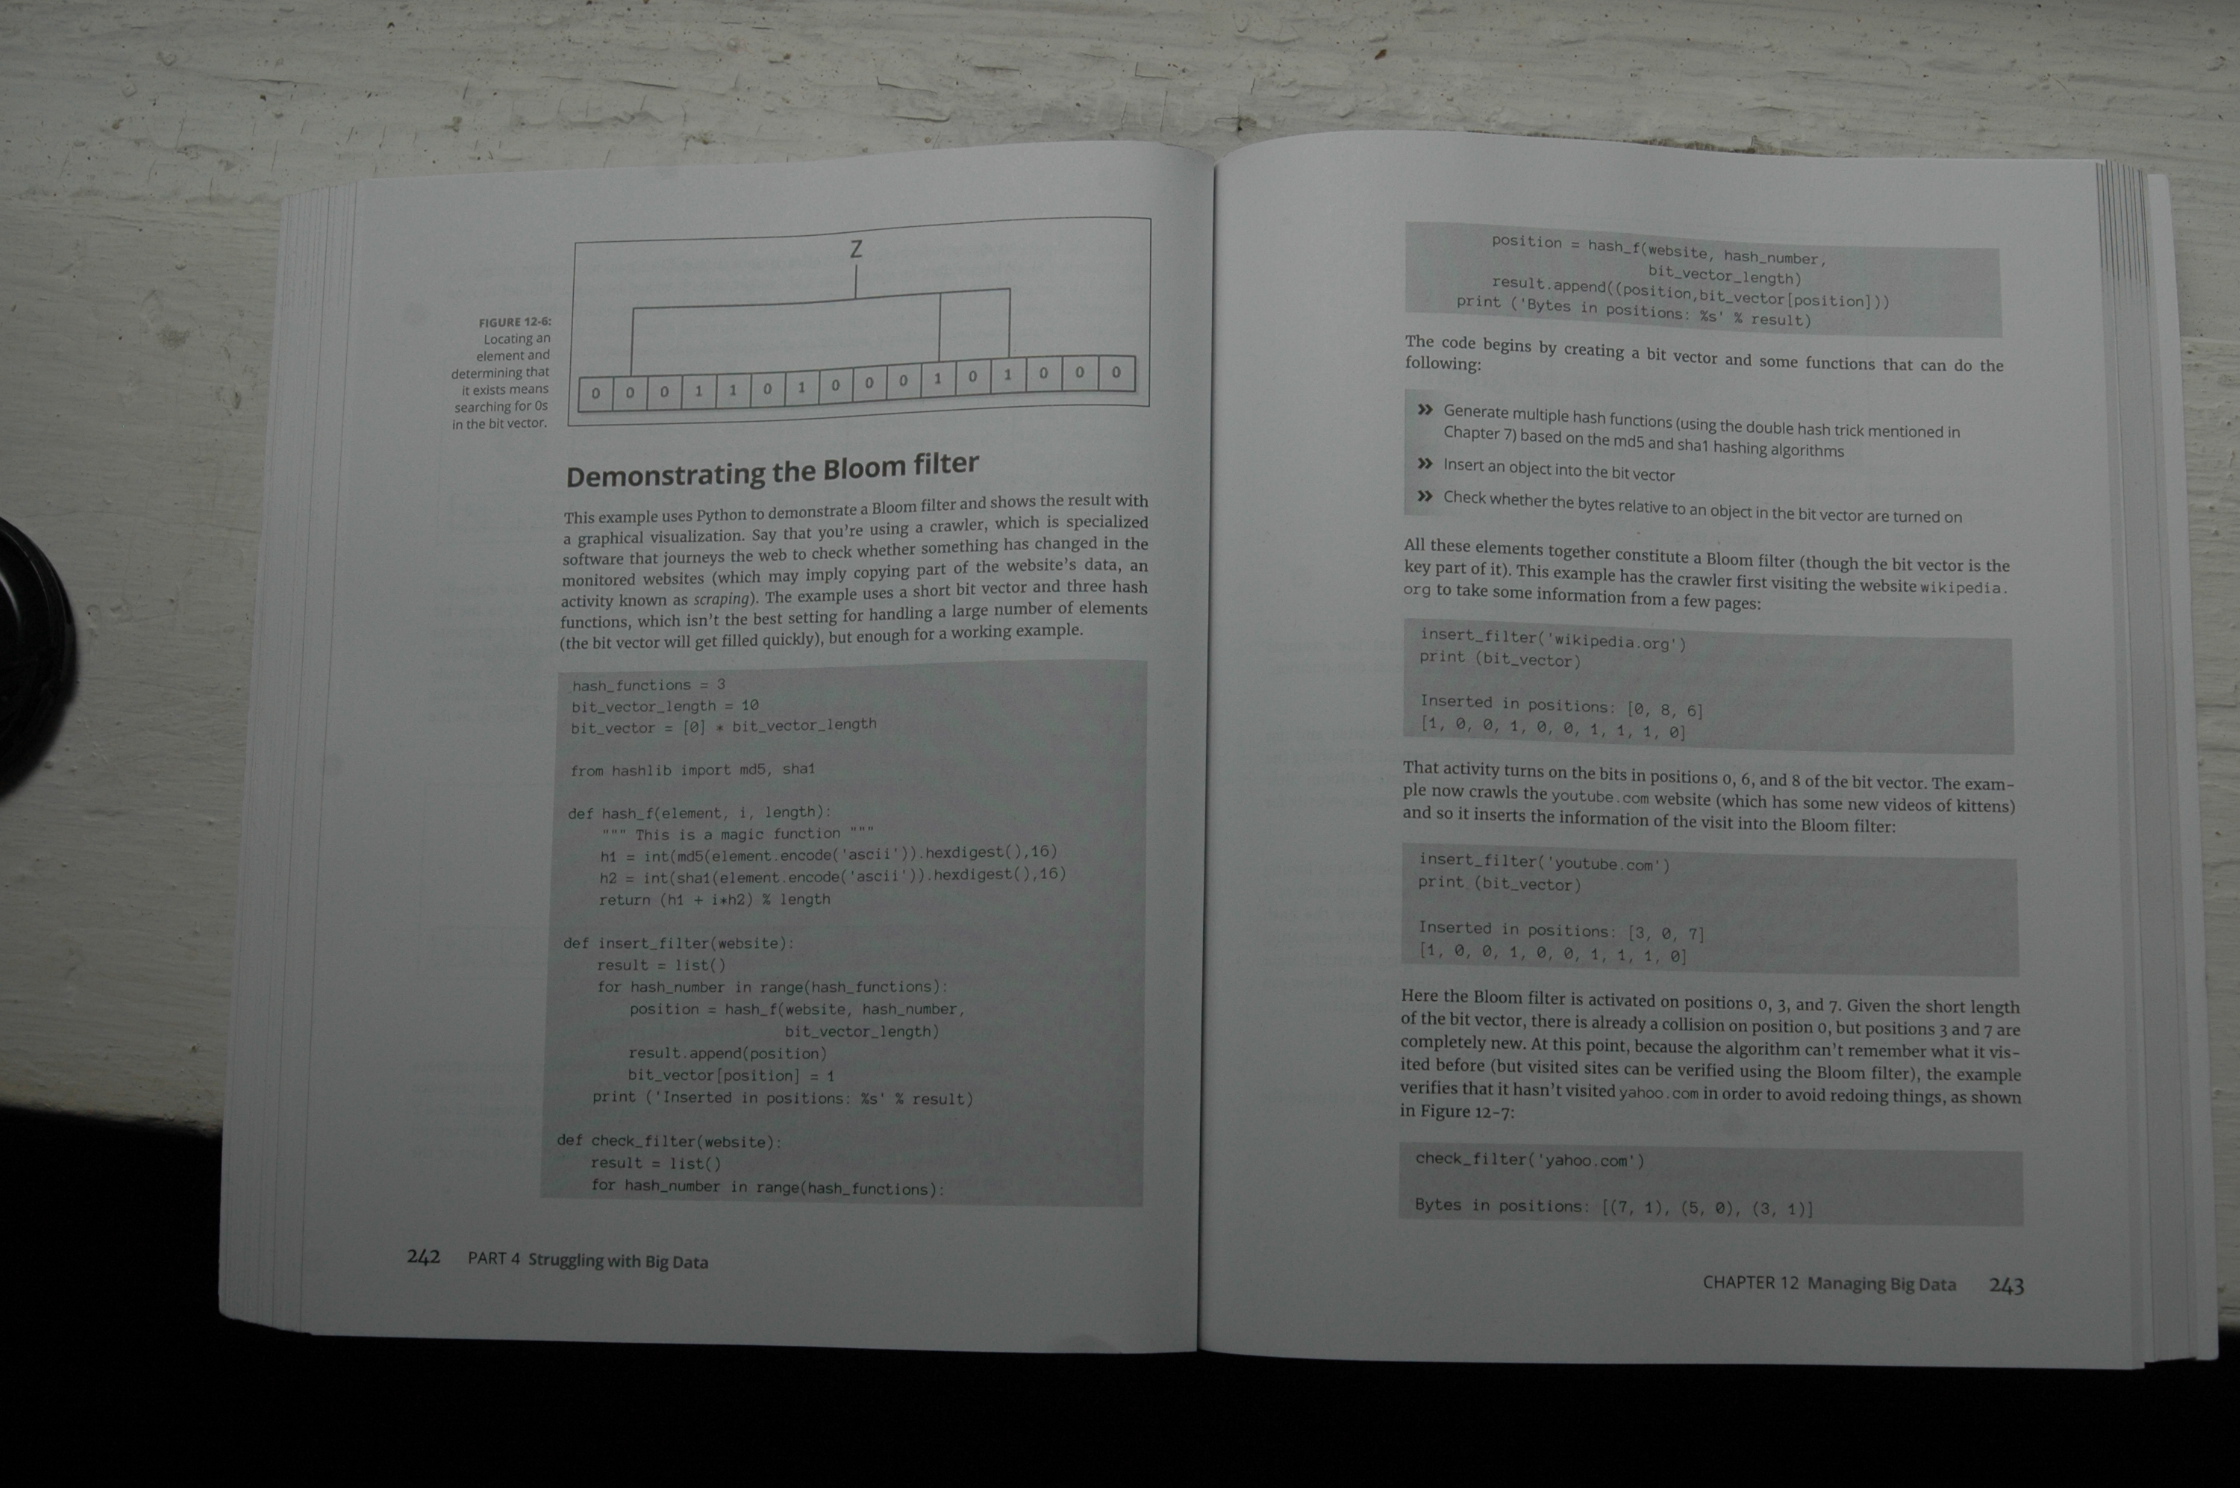 Z
0 0 0 1 1 0 1 0 0 0 1 0 1 0 0 0
FIGURE 12-6:
Locating an
element and
determining that
it exists means
searching for 0s
in the bit vector.
Demonstrating the Bloom filter
This example uses Python to demonstrate a Bloom filter and shows the result with
a graphical visualization. Say that you're using a crawler, which is specialized
software that journeys the web to check whether something has changed in the
monitored websites (which may imply copying part of the website's data, an
activity known as scraping). The example uses a short bit vector and three hash
functions, which isn't the best setting for handling a large number of elements
(the bit vector will get filled quickly), but enough for a working example.
hash_functions = 3
bit_vector_length = 10
bit_vector = [0] * bit_vector_length
from hashlib import md5, sha1
def hash_f(element, i, length):
""" This is a magic function """
h1 = int(md5(element.encode('ascii')).hexdigest(),16)
h2 = int(sha1(element.encode('ascii')).hexdigest(),16)
return (h1 + i*h2) % length
def insert_filter(website):
result = list()
for hash_number in range(hash_functions):
position = hash_f(website, hash_number,
bit_vector_length)
result.append(position)
bit_vector[position] = 1
print ('Inserted in positions: %s' % result)
def check_filter(website):
result = list()
for hash_number in range(hash_functions):
242 PART 4 Struggling with Big Data
position = hash_f(website, hash_number,
bit_vector_length)
result.append((position,bit_vector[position]))
print ('Bytes in positions: %s' % result)
The code begins by creating a bit vector and some functions that can do the
following:
» Generate multiple hash functions (using the double hash trick mentioned in
Chapter 7) based on the md5 and sha1 hashing algorithms
» Insert an object into the bit vector
» Check whether the bytes relative to an object in the bit vector are turned on
All these elements together constitute a Bloom filter (though the bit vector is the
key part of it). This example has the crawler first visiting the website wikipedia.
org to take some information from a few pages:
insert_filter('wikipedia.org')
print (bit_vector)
Inserted in positions: [0, 8, 6]
[1, 0, 0, 1, 0, 0, 1, 1, 1, 0]
That activity turns on the bits in positions 0, 6, and 8 of the bit vector. The exam-
ple now crawls the youtube.com website (which has some new videos of kittens)
and so it inserts the information of the visit into the Bloom filter:
insert_filter('youtube.com')
print (bit_vector)
Inserted in positions: [3, 0, 7]
[1, 0, 0, 1, 0, 0, 1, 1, 1, 0]
Here the Bloom filter is activated on positions 0, 3, and 7. Given the short length
of the bit vector, there is already a collision on position 0, but positions 3 and 7 are
completely new. At this point, because the algorithm can't remember what it vis-
ited before (but visited sites can be verified using the Bloom filter), the example
verifies that it hasn't visited yahoo.com in order to avoid redoing things, as shown
in Figure 12-7:
check_filter('yahoo.com')
Bytes in positions: [(7, 1), (5, 0), (3, 1)]
CHAPTER 12 Managing Big Data 243